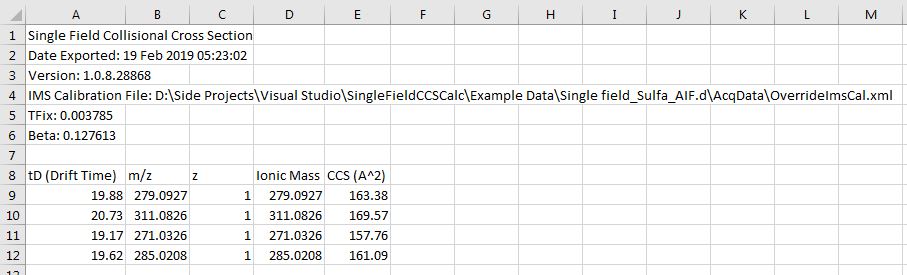 A B C D E F G H I J K L M
1 Single Field Collisional Cross Section
2 Date Exported: 19 Feb 2019 05:23:02
3 Version: 1.0.8.28868
4 IMS Calibration File: D:\Side Projects\Visual Studio\SingleFieldCCSCalc\Example Data\Single field_Sulfa_AIF.d\AcqData\OverrideImsCal.xml
5 TFix: 0.003785
6 Beta: 0.127613
7
8 tD (Drift Time) m/z z Ionic Mass CCS (A^2)
9 19.88 279.0927 1 279.0927 163.38
10 20.73 311.0826 1 311.0826 169.57
11 19.17 271.0326 1 271.0326 157.76
12 19.62 285.0208 1 285.0208 161.09